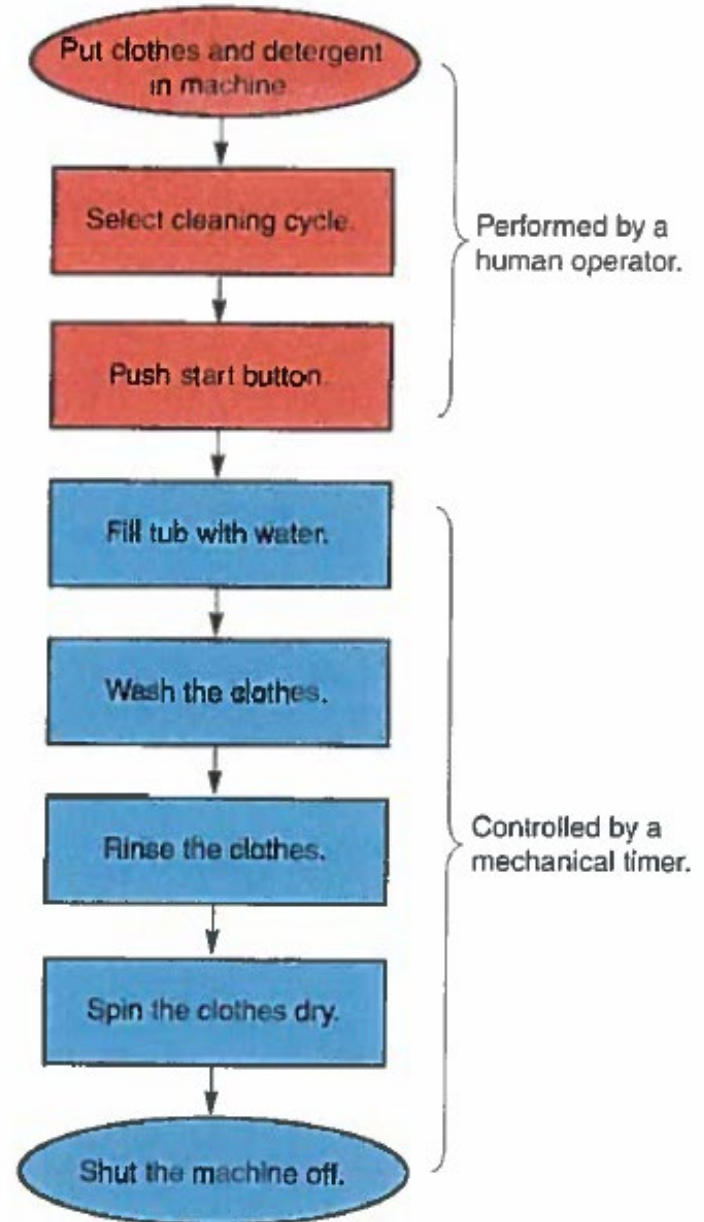 Put clothes and detergent
in machine
Select cleaning cycle.
Performed by a
human operator.
Push start button.
Fill tub with water.
Wash the clothes.
Rinse the clothes.
Controlled by a
mechanical timer.
Spin the clothes dry.
Shut the machine off.